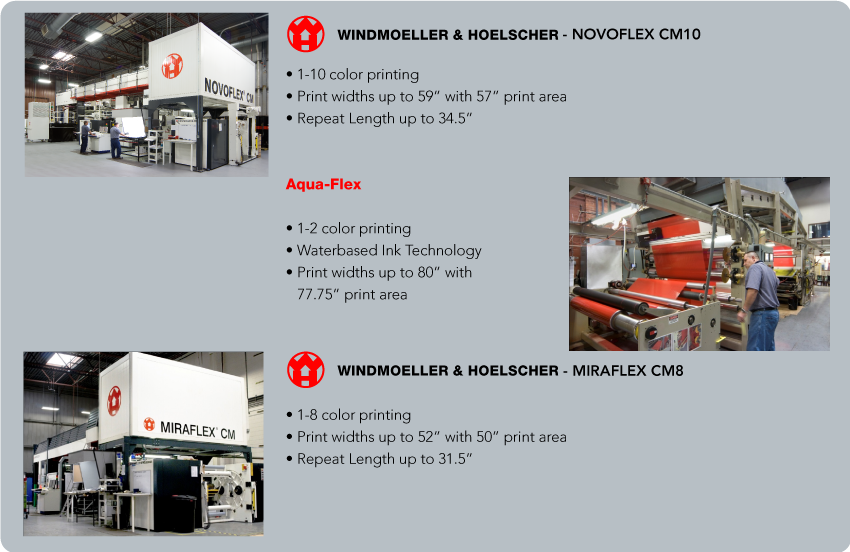 NOVOFLEX® CM
WINDMOELLER & HOELSCHER - NOVOFLEX CM10
• 1-10 color printing
• Print widths up to 59” with 57” print area
• Repeat Length up to 34.5”
Aqua-Flex
• 1-2 color printing
• Waterbased Ink Technology
• Print widths up to 80” with
77.75” print area
MIRAFLEX® CM
WINDMOELLER & HOELSCHER - MIRAFLEX CM8
• 1-8 color printing
• Print widths up to 52” with 50” print area
• Repeat Length up to 31.5”